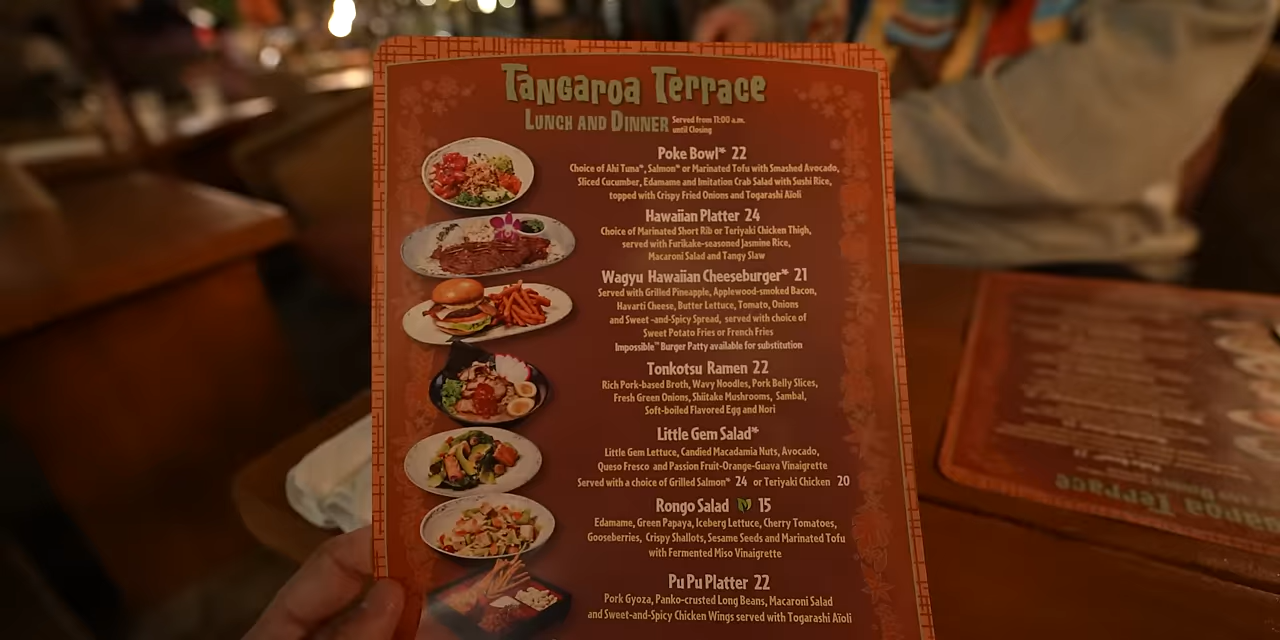 Tangaroa Terrace
Lunch and Dinner Served from 11:00 a.m.
until Closing
Poke Bowl* 22
Choice of Ahi Tuna*, Salmon* or Marinated Tofu with Smashed Avocado,
Sliced Cucumber, Edamame and Imitation Crab Salad with Sushi Rice,
topped with Crispy Fried Onions and Togarashi Aïoli
Hawaiian Platter 24
Choice of Marinated Short Rib or Teriyaki Chicken Thigh,
served with Furikake-seasoned Jasmine Rice,
Macaroni Salad and Tangy Slaw
Wagyu Hawaiian Cheeseburger* 21
Served with Grilled Pineapple, Applewood-smoked Bacon,
Havarti Cheese, Butter Lettuce, Tomato, Onions
and Sweet-and-Spicy Spread, served with choice of
Sweet Potato Fries or French Fries
Impossible™ Burger Patty available for substitution
Tonkotsu Ramen 22
Rich Pork-based Broth, Wavy Noodles, Pork Belly Slices,
Fresh Green Onions, Shiitake Mushrooms, Sambal,
Soft-boiled Flavored Egg and Nori
Little Gem Salad*
Little Gem Lettuce, Candied Macadamia Nuts, Avocado,
Queso Fresco and Passion Fruit-Orange-Guava Vinaigrette
Served with a choice of Grilled Salmon* 24 or Teriyaki Chicken 20
Rongo Salad 15
Edamame, Green Papaya, Iceberg Lettuce, Cherry Tomatoes,
Gooseberries, Crispy Shallots, Sesame Seeds and Marinated Tofu
with Fermented Miso Vinaigrette
Pu Pu Platter 22
Pork Gyoza, Panko-crusted Long Beans, Macaroni Salad
and Sweet-and-Spicy Chicken Wings served with Togarashi Aïoli
Terrace